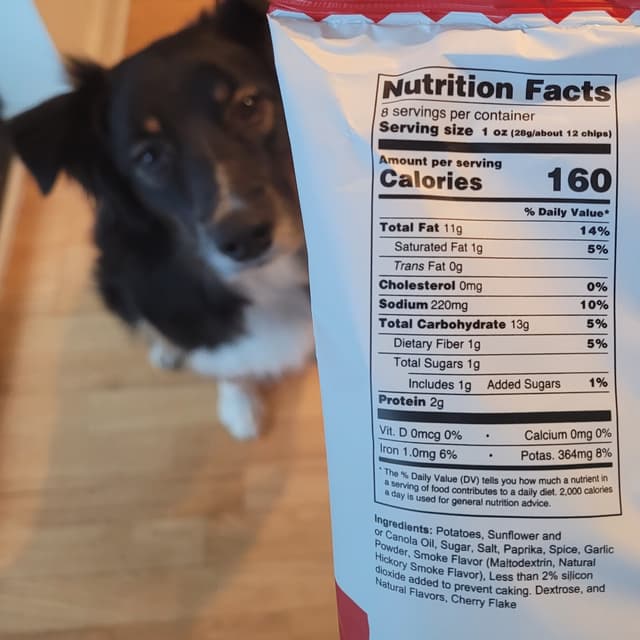 Nutrition Facts
8 servings per container
Serving size 1 oz (28g/about 12 chips)
Amount per serving
Calories 160
% Daily Value*
Total Fat 11g 14%
Saturated Fat 1g 5%
Trans Fat 0g
Cholesterol 0mg 0%
Sodium 220mg 10%
Total Carbohydrate 13g 5%
Dietary Fiber 1g 5%
Total Sugars 1g
Includes 1g Added Sugars 1%
Protein 2g
Vit. D 0mcg 0% • Calcium 0mg 0%
Iron 1.0mg 6% • Potas. 364mg 8%
* The % Daily Value (DV) tells you how much a nutrient in
a serving of food contributes to a daily diet. 2,000 calories
a day is used for general nutrition advice.
Ingredients: Potatoes, Sunflower and
or Canola Oil, Sugar, Salt, Paprika, Spice, Garlic
Powder, Smoke Flavor (Maltodextrin, Natural
Hickory Smoke Flavor), Less than 2% silicon
dioxide added to prevent caking. Dextrose, and
Natural Flavors, Cherry Flake